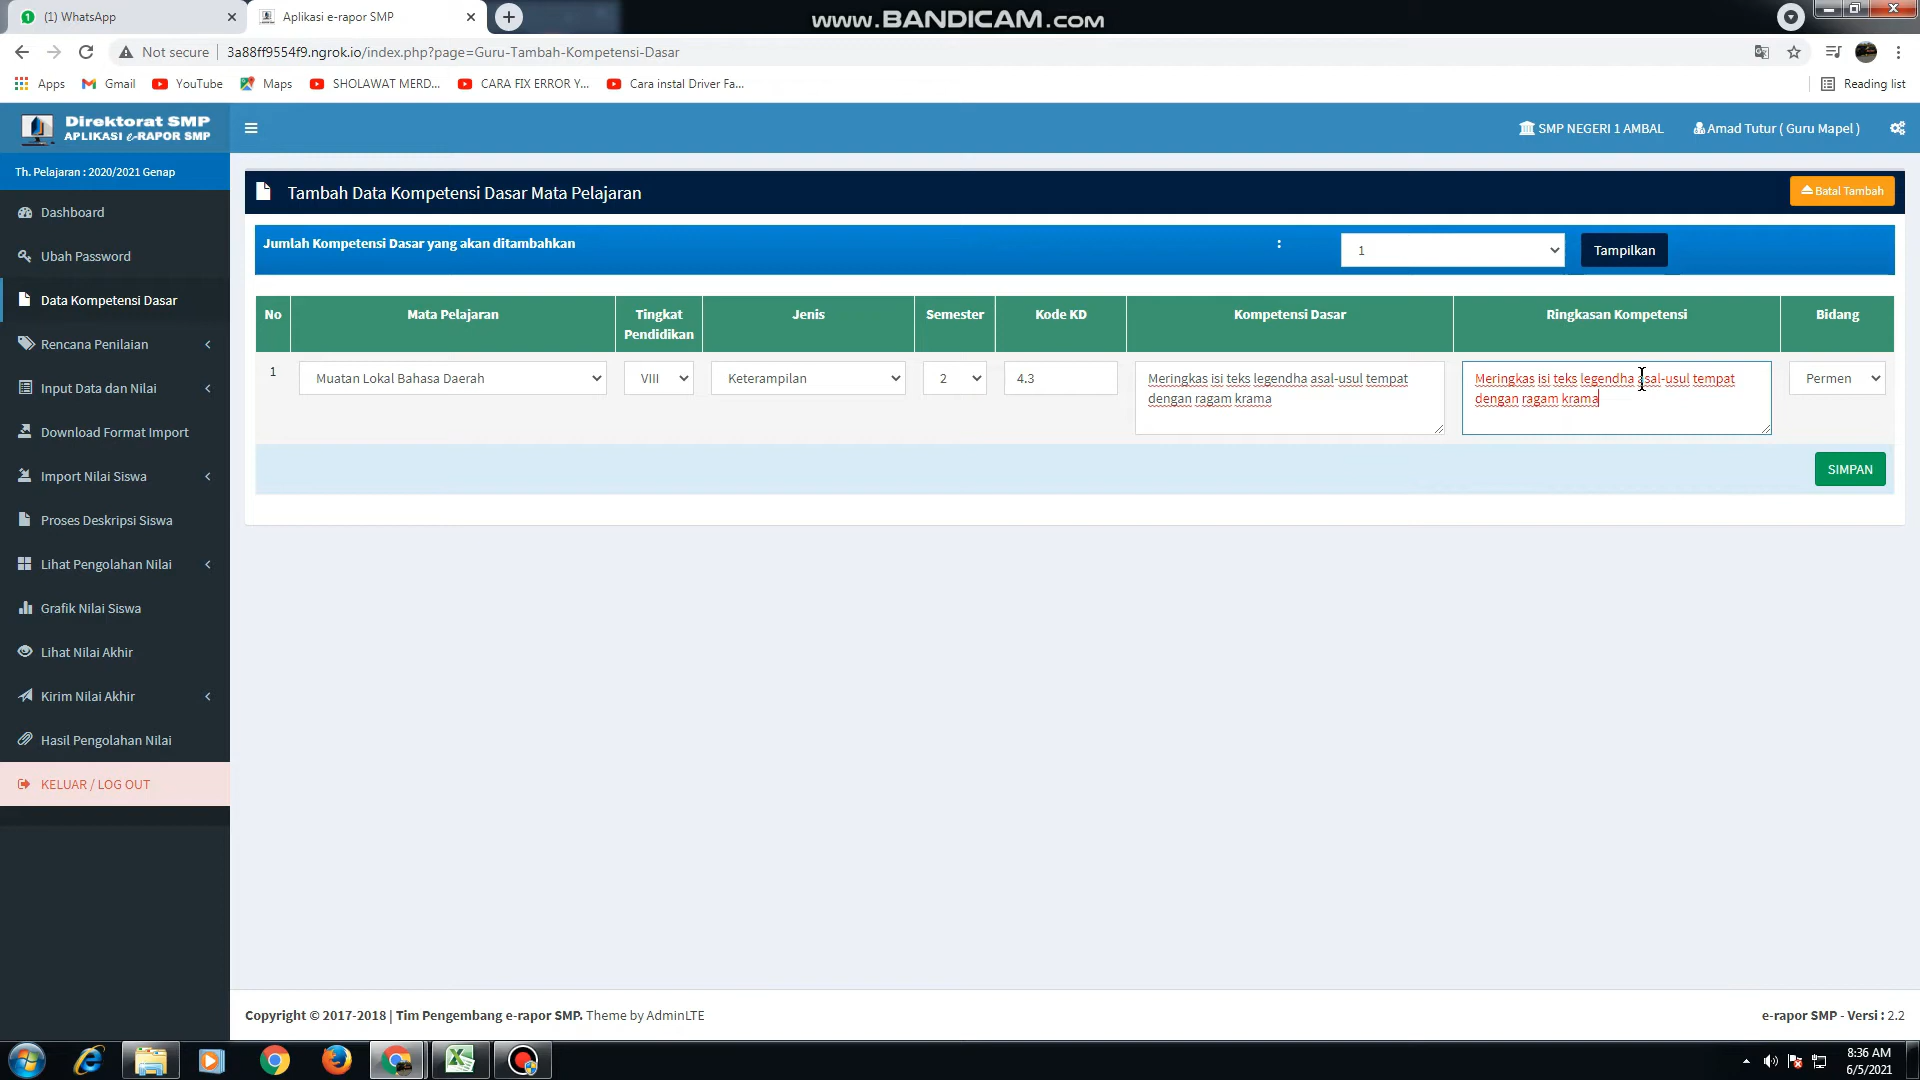 (1) WhatsApp
Aplikasi e-rapor SMP
www.BANDICAM.com
Not secure
3a88ff9554f9.ngrok.io/index.php?page=Guru-Tambah-Kompetensi-Dasar
Apps
Gmail
YouTube
Maps
SHOLAWAT MERD...
CARA FIX ERROR Y...
Cara instal Driver Fa...
Reading list
Direktorat SMP
APLIKASI e-RAPOR SMP
SMP NEGERI 1 AMBAL
Amad Tutur ( Guru Mapel )
Th. Pelajaran : 2020/2021 Genap
Dashboard
Ubah Password
Data Kompetensi Dasar
Rencana Penilaian
Input Data dan Nilai
Download Format Import
Import Nilai Siswa
Proses Deskripsi Siswa
Lihat Pengolahan Nilai
Grafik Nilai Siswa
Lihat Nilai Akhir
Kirim Nilai Akhir
Hasil Pengolahan Nilai
KELUAR / LOG OUT
Tambah Data Kompetensi Dasar Mata Pelajaran
Batal Tambah
Jumlah Kompetensi Dasar yang akan ditambahkan
:
1
Tampilkan
No
Mata Pelajaran
Tingkat
Pendidikan
Jenis
Semester
Kode KD
Kompetensi Dasar
Ringkasan Kompetensi
Bidang
1
Muatan Lokal Bahasa Daerah
VIII
Keterampilan
2
4.3
Meringkas isi teks legendha asal-usul tempat
dengan ragam krama
Meringkas isi teks legendha asal-usul tempat
dengan ragam krama
Permen
SIMPAN
Copyright © 2017-2018 | Tim Pengembang e-rapor SMP. Theme by AdminLTE
e-rapor SMP - Versi : 2.2
8:36 AM
6/5/2021